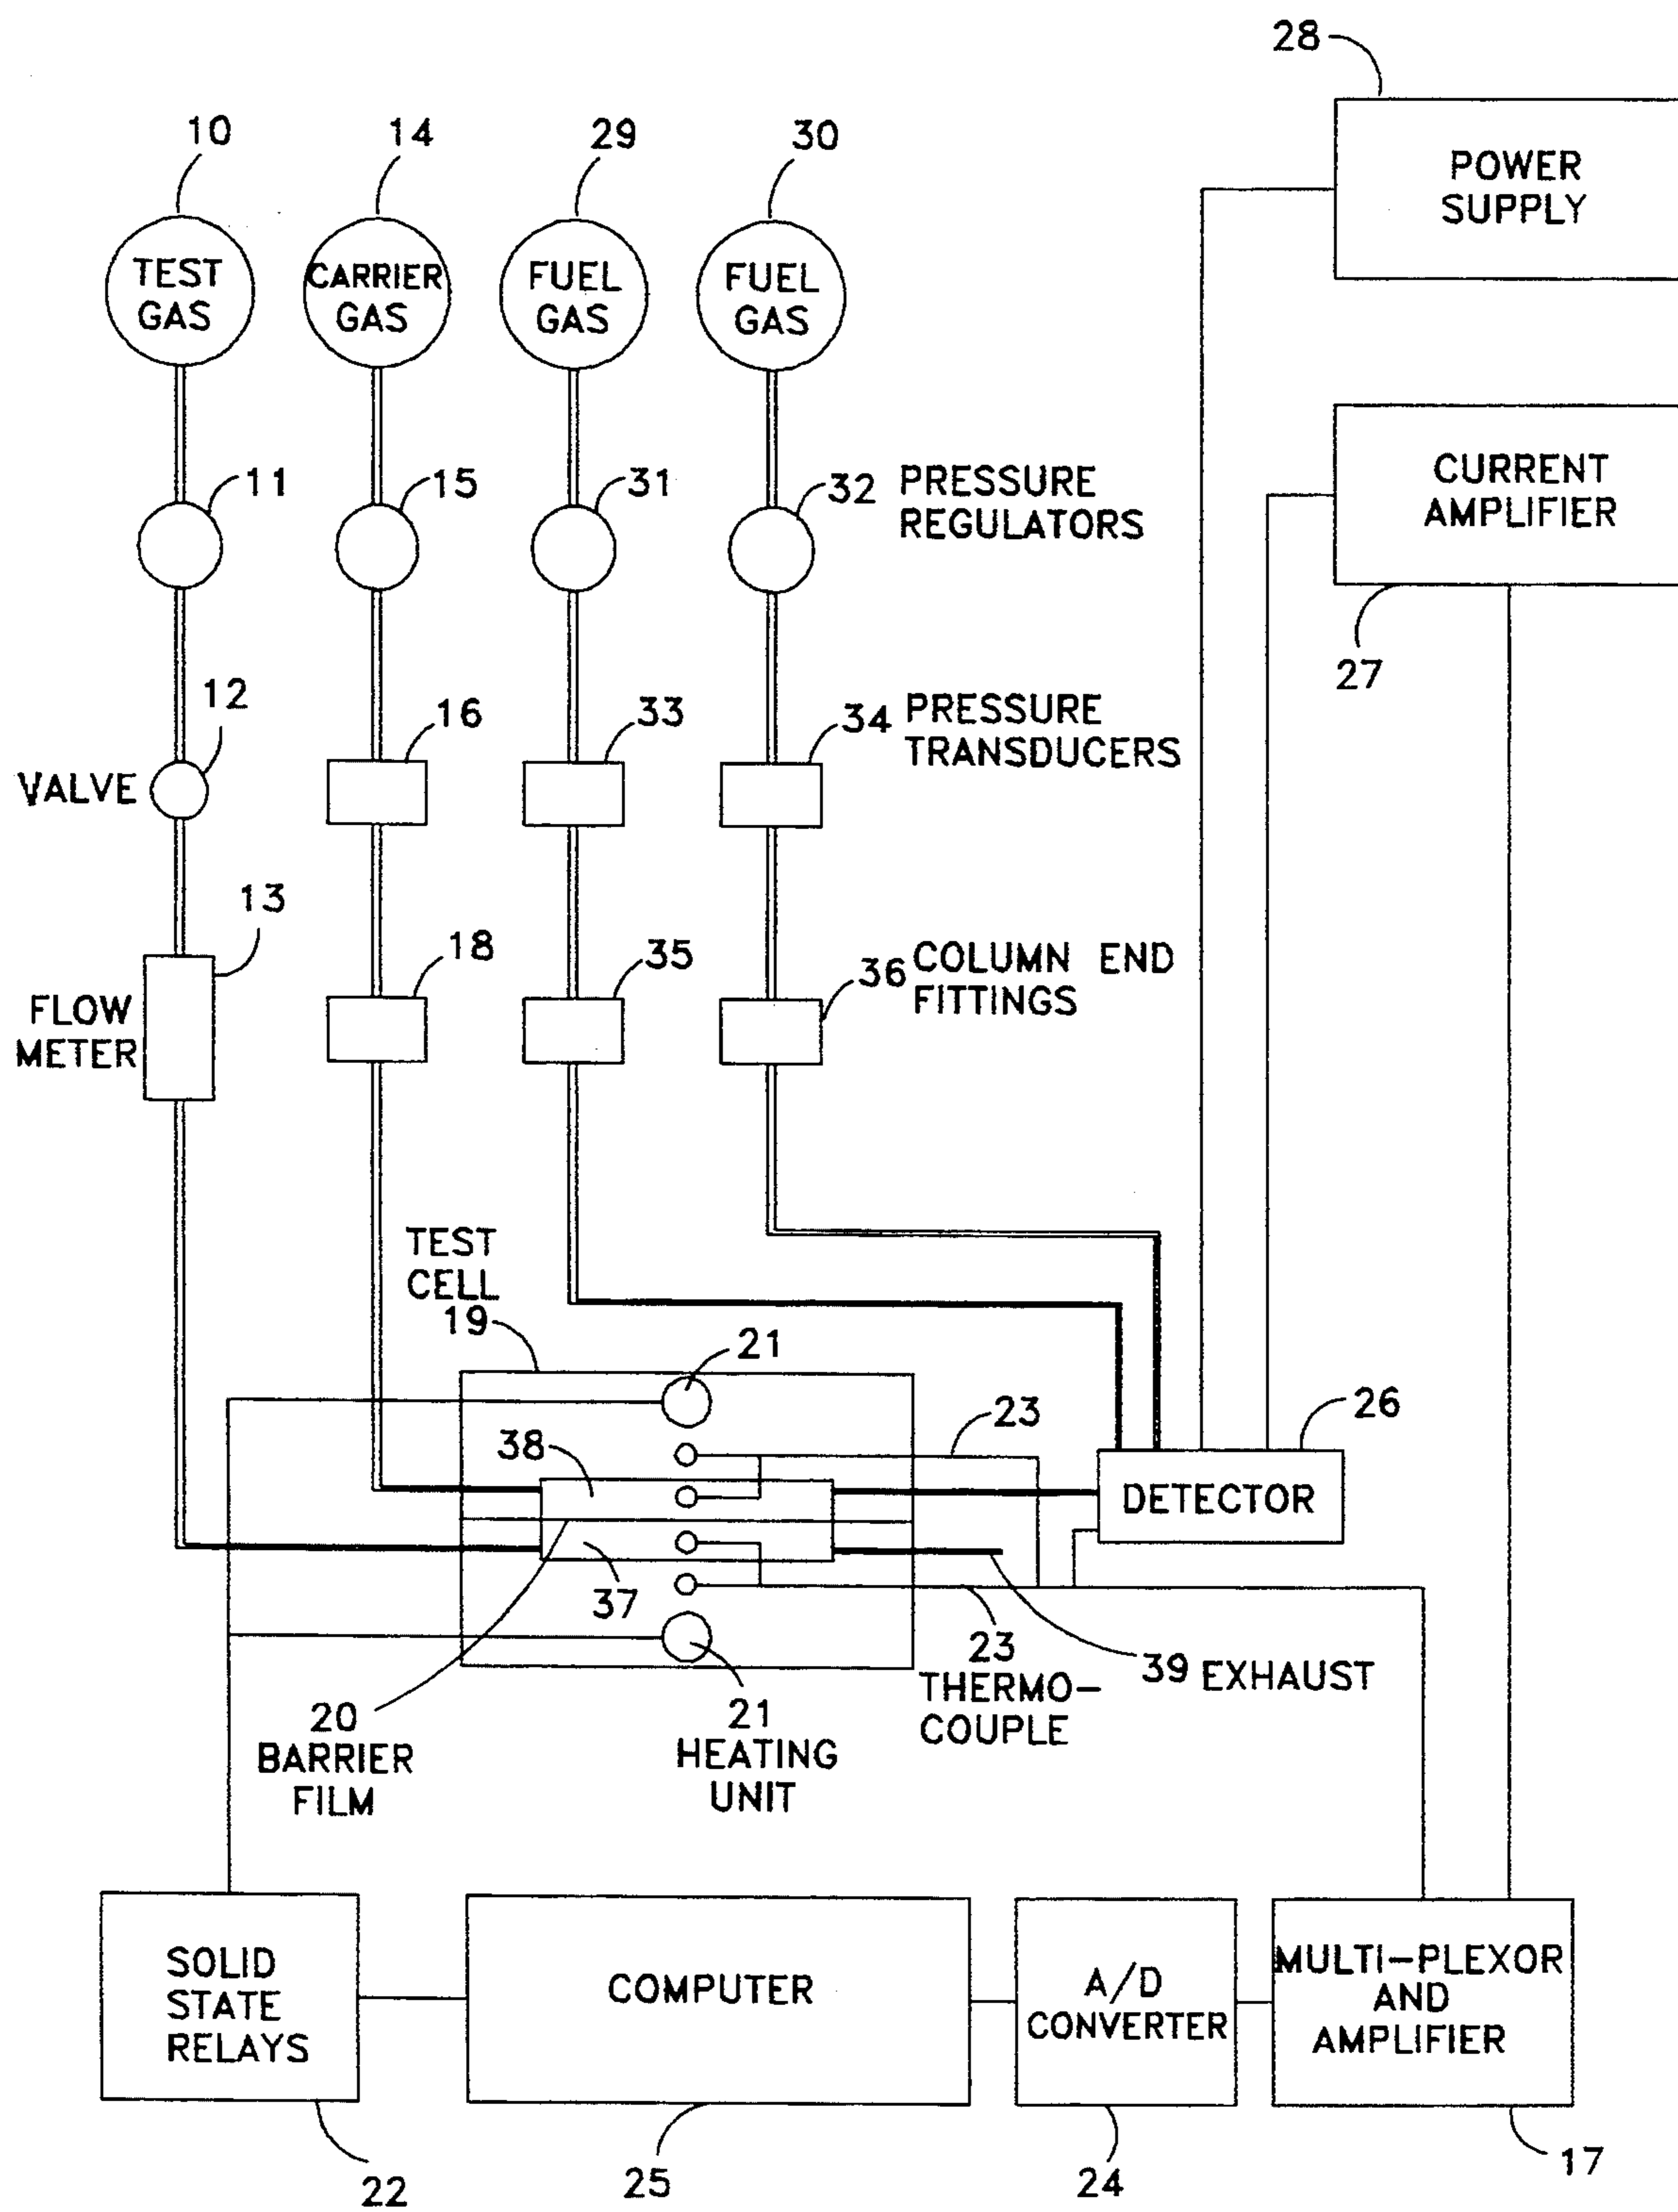 28
POWER
SUPPLY
10
14
29
30
TEST
GAS
CARRIER
GAS
FUEL
GAS
FUEL
GAS
CURRENT
AMPLIFIER
27
11
15
31
32
PRESSURE
REGULATORS
12
VALVE
16
33
34
PRESSURE
TRANSDUCERS
13
FLOW
METER
18
35
36
COLUMN END
FITTINGS
TEST
CELL
19
21
23
26
38
DETECTOR
37
20
BARRIER
FILM
21
HEATING
UNIT
23
THERMO-
COUPLE
39 EXHAUST
SOLID
STATE
RELAYS
COMPUTER
A/D
CONVERTER
MULTI-PLEXOR
AND
AMPLIFIER
22
25
24
17